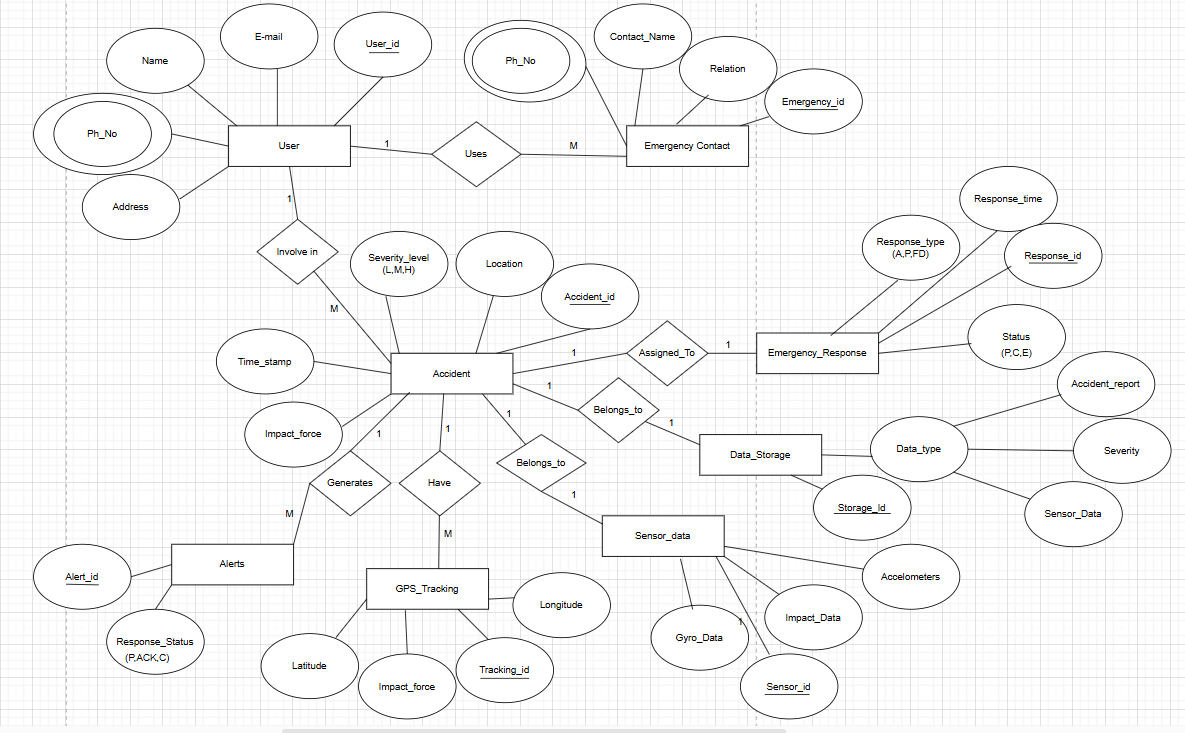 E-mail
Contact_Name
User_id
Name
Ph_No
Relation
Emergency_id
Ph_No
User
1
Uses
M
Emergency Contact
Address
1
Response_time
Involve in
Severity_level
(L,M,H)
Location
Response_type
(A,P,FD)
Response_id
Accident_id
M
Status
(P,C,E)
Time_stamp
Accident
1
Assigned_To
1
Emergency_Response
1
Accident_report
Belongs_to
1
1
Impact_force
1
1
Data_Storage
Data_type
Severity
Generates
Have
Belongs_to
1
Storage_Id
Sensor_Data
M
M
Sensor_data
Alerts
Alert_id
GPS_Tracking
Longitude
Accelometers
Impact_Data
1
Gyro_Data
Response_Status
(P,ACK,C)
Latitude
Impact_force
Tracking_id
Sensor_id